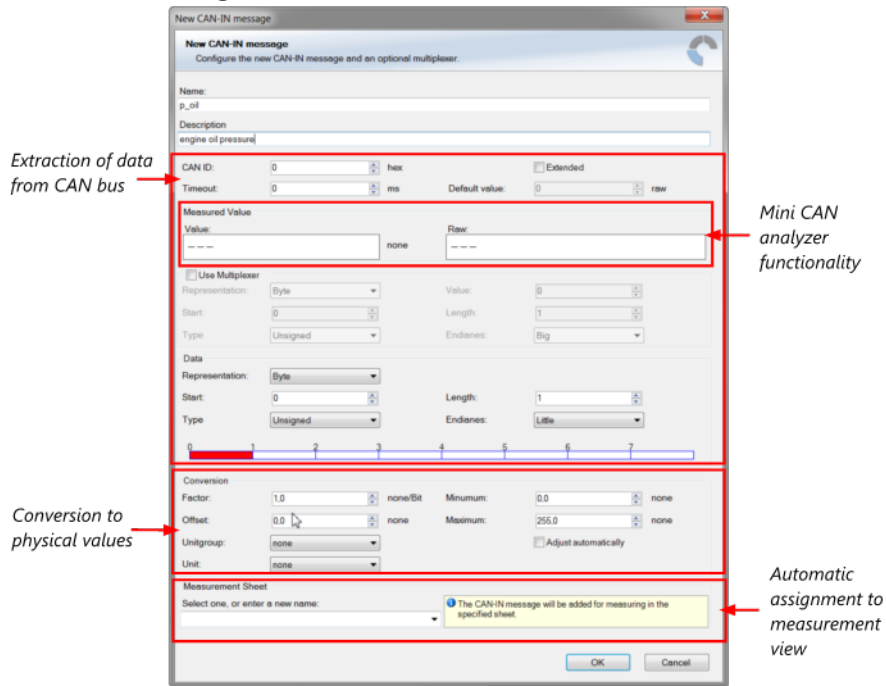 New CAN-IN message
New CAN-IN message
Configure the new CAN-IN message and an optional multiplexer.
Name:
p_oil
Description
engine oil pressure
Extraction of data
from CAN bus
CAN ID: 0 hex Extended
Timeout: 0 ms Default value: 0 raw
Measured Value
Value: Raw:
--- none ---
Mini CAN
analyzer
functionality
Use Multiplexer
Representation: Byte Value: 0
Start: 0 Length: 1
Type Unsigned Endianes: Big
Data
Representation: Byte
Start: 0 Length: 1
Type Unsigned Endianes: Little
0 1 2 3 4 5 6 7
Conversion
Factor: 1,0 none/Bit Minumum: 0,0 none
Offset: 0,0 none Maximum: 255,0 none
Unitgroup: none Adjust automatically
Unit: none
Conversion to
physical values
Measurement Sheet
Select one, or enter a new name:
The CAN-IN message will be added for measuring in the
specified sheet.
Automatic
assignment to
measurement
view
OK Cancel